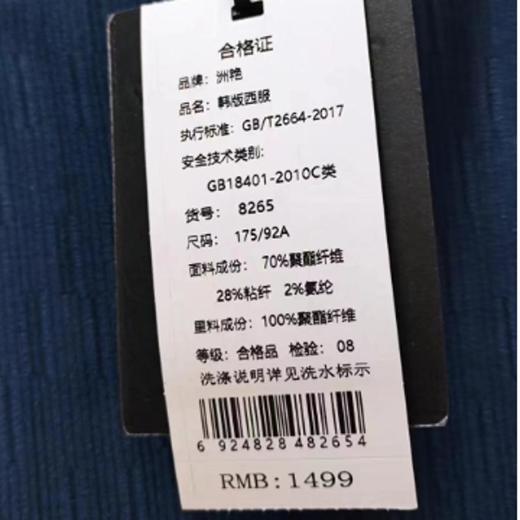 合格证
品牌：洲艳
品名：韩版西服
执行标准：GB/T2664-2017
安全技术类别:
GB18401-2010C类
货号： 8265
尺码：175/92A
面料成份：70%聚酯纤维
28%粘纤 2%氨纶
里料成份：100%聚酯纤维
等级：合格品 检验：08
洗涤说明详见洗水标示
6 924828 482654
RMB：1499